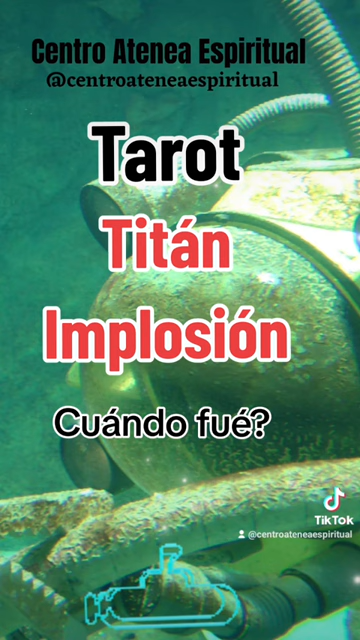 Centro Atenea Espiritual
@centroateneaespiritual
Tarot
Titán
Implosión
Cuándo fué?
TikTok
@centroateneaespiritual